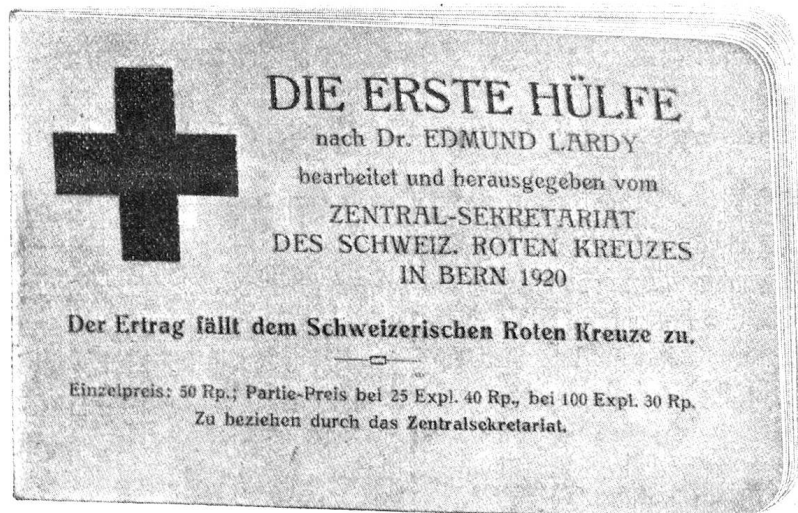 DIE ERSTE HÜLFE
nach Dr. EDMUND LARDY
bearbeitet und herausgegeben vom
ZENTRAL-SEKRETARIAT
DES SCHWEIZ. ROTEN KREUZES
IN BERN 1920
Der Ertrag fällt dem Schweizerischen Roten Kreuze zu.
Einzelpreis: 50 Rp.; Partie-Preis bei 25 Expl. 40 Rp., bei 100 Expl. 30 Rp.
Zu beziehen durch das Zentralsekretariat.